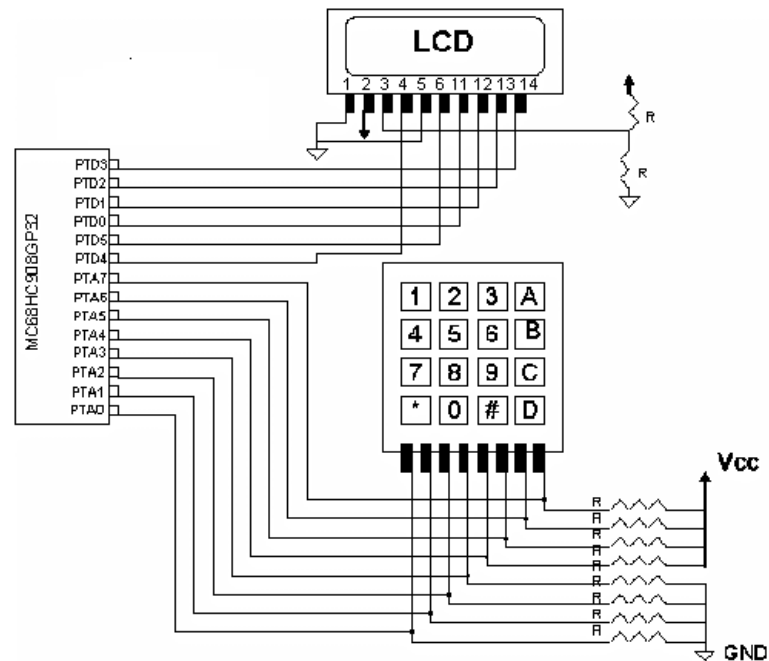 LCD
1 2 3 4 5 6 11 12 13 14
R
R
MC68HC908GP32
PTD3
PTD2
PTD1
PTD0
PTD5
PTD4
PTA7
PTA6
PTA5
PTA4
PTA3
PTA2
PTA1
PTA0
1 2 3 A
4 5 6 B
7 8 9 C
* 0 # D
Vcc
R
R
R
R
R
R
R
R
GND